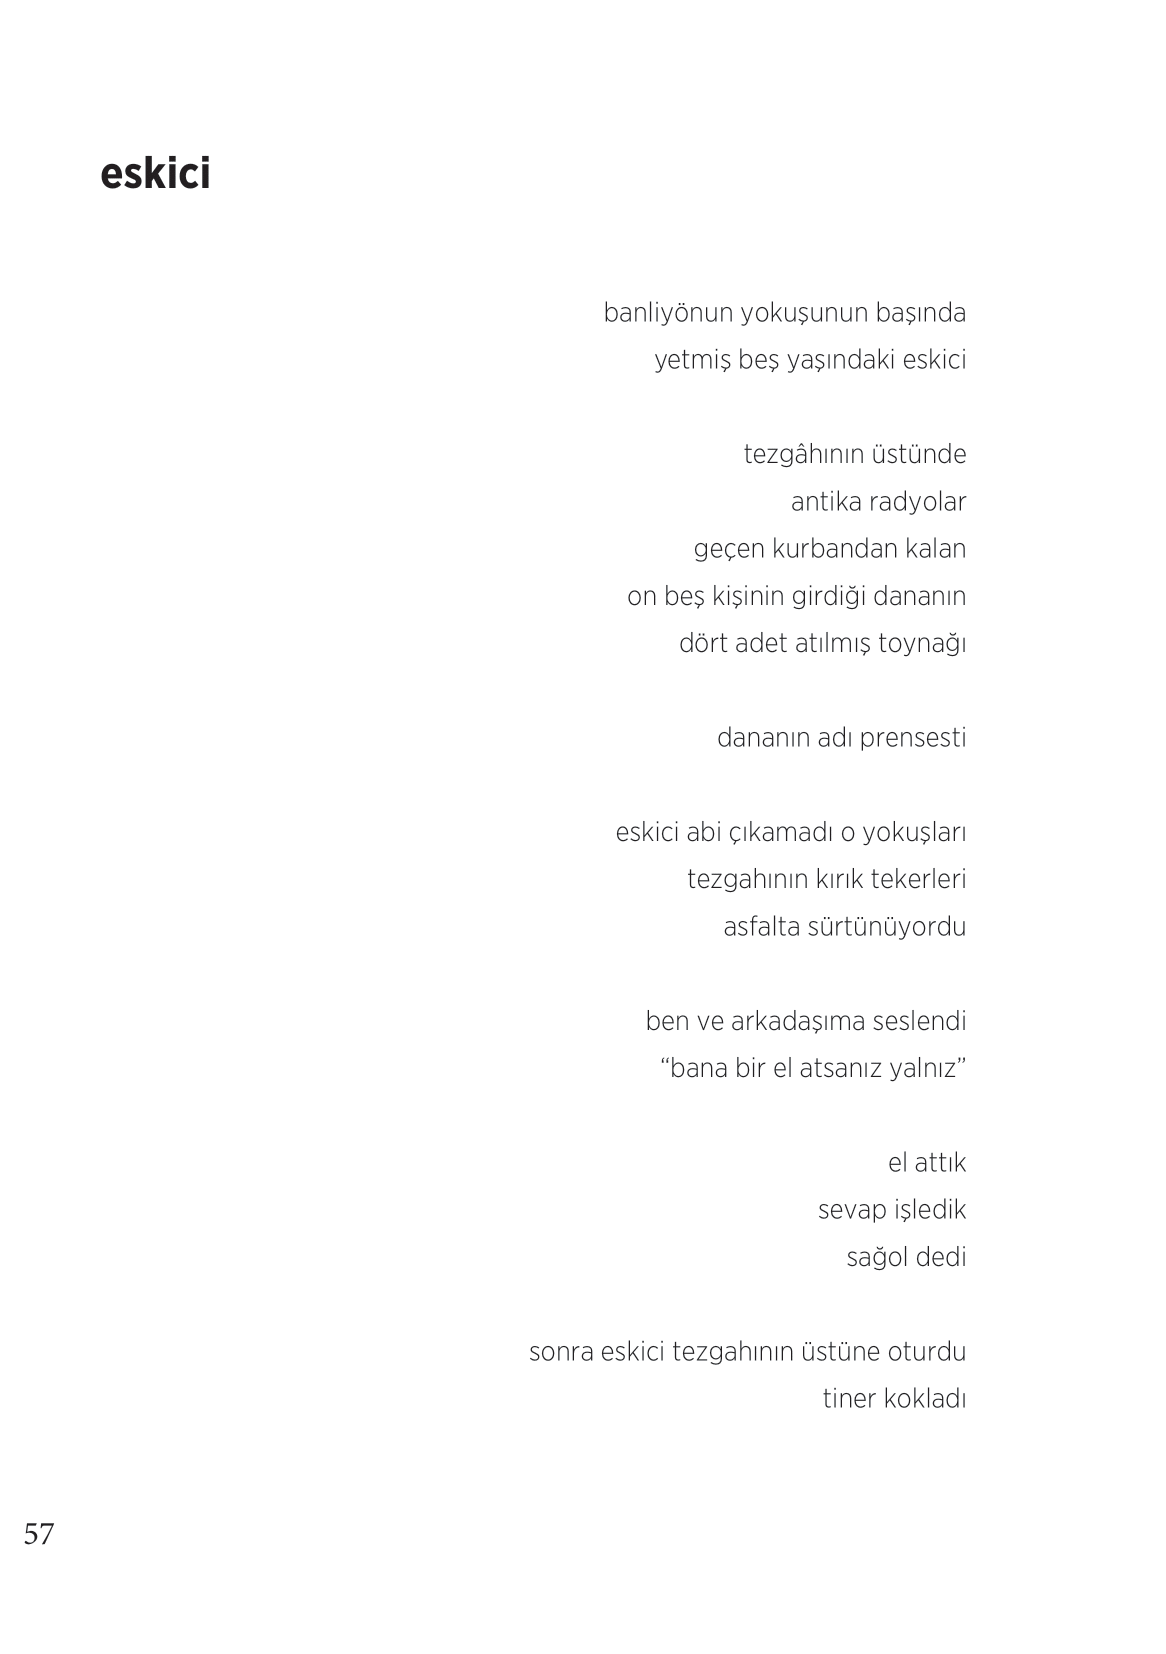 eskici
banliyönun yokuşunun başında
yetmiş beş yaşındaki eskici
tezgâhının üstünde
antika radyolar
geçen kurbandan kalan
on beş kişinin girdiği dananın
dört adet atılmış toynağı
dananın adı prensesti
eskici abi çıkamadı o yokuşları
tezgahının kırık tekerleri
asfalta sürtünüyordu
ben ve arkadaşıma seslendi
“bana bir el atsanız yalnız”
el attık
sevap işledik
sağol dedi
sonra eskici tezgahının üstüne oturdu
tiner kokladı
57